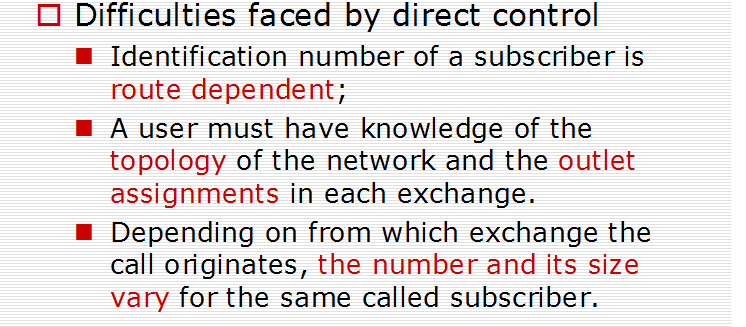 Difficulties faced by direct control
Identification number of a subscriber is
route dependent;
A user must have knowledge of the
topology of the network and the outlet
assignments in each exchange.
Depending on from which exchange the
call originates, the number and its size
vary for the same called subscriber.